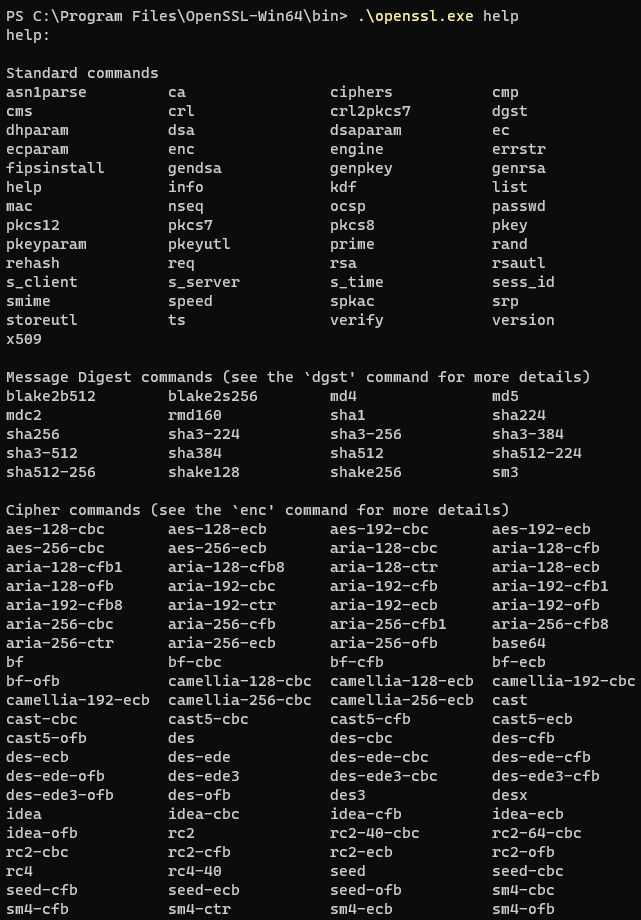 PS C:\Program Files\OpenSSL-Win64\bin> .\openssl.exe help
help:

Standard commands
asn1parse         ca                ciphers           cmp
cms               crl               crl2pkcs7         dgst
dhparam           dsa               dsaparam          ec
ecparam           enc               engine            errstr
fipsinstall       gendsa            genpkey           genrsa
help              info              kdf               list
mac               nseq              ocsp              passwd
pkcs12            pkcs7             pkcs8             pkey
pkeyparam         pkeyutl           prime             rand
rehash            req               rsa               rsautl
s_client          s_server          s_time            sess_id
smime             speed             spkac             srp
storeutl          ts                verify            version
x509

Message Digest commands (see the `dgst' command for more details)
blake2b512        blake2s256        md4               md5
mdc2              rmd160            sha1              sha224
sha256            sha3-224          sha3-256          sha3-384
sha3-512          sha384            sha512            sha512-224
sha512-256        shake128          shake256          sm3

Cipher commands (see the `enc' command for more details)
aes-128-cbc       aes-128-ecb       aes-192-cbc       aes-192-ecb
aes-256-cbc       aes-256-ecb       aria-128-cbc      aria-128-cfb
aria-128-cfb1     aria-128-cfb8     aria-128-ctr      aria-128-ecb
aria-128-ofb      aria-192-cbc      aria-192-cfb      aria-192-cfb1
aria-192-cfb8     aria-192-ctr      aria-192-ecb      aria-192-ofb
aria-256-cbc      aria-256-cfb      aria-256-cfb1     aria-256-cfb8
aria-256-ctr      aria-256-ecb      aria-256-ofb      base64
bf                bf-cbc            bf-cfb            bf-ecb
bf-ofb            camellia-128-cbc  camellia-128-ecb  camellia-192-cbc
camellia-192-ecb  camellia-256-cbc  camellia-256-ecb  cast
cast-cbc          cast5-cbc         cast5-cfb         cast5-ecb
cast5-ofb         des               des-cbc           des-cfb
des-ecb           des-ede           des-ede-cbc       des-ede-cfb
des-ede-ofb       des-ede3          des-ede3-cbc      des-ede3-cfb
des-ede3-ofb      des-ofb           des3              desx
idea              idea-cbc          idea-cfb          idea-ecb
idea-ofb          rc2               rc2-40-cbc        rc2-64-cbc
rc2-cbc           rc2-cfb           rc2-ecb           rc2-ofb
rc4               rc4-40            seed              seed-cbc
seed-cfb          seed-ecb          seed-ofb          sm4-cbc
sm4-cfb           sm4-ctr           sm4-ecb           sm4-ofb